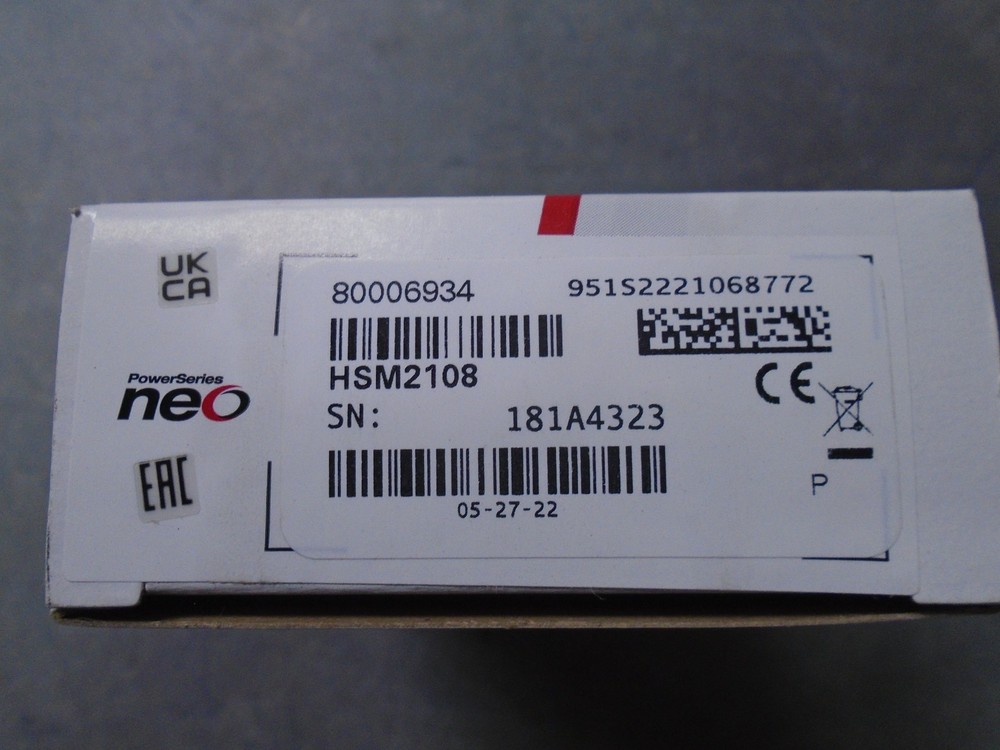 UK
CA
80006934
951S2221068772
HSM2108
PowerSeries
neo
SN: 181A4323
EAC
05-27-22
P
CE